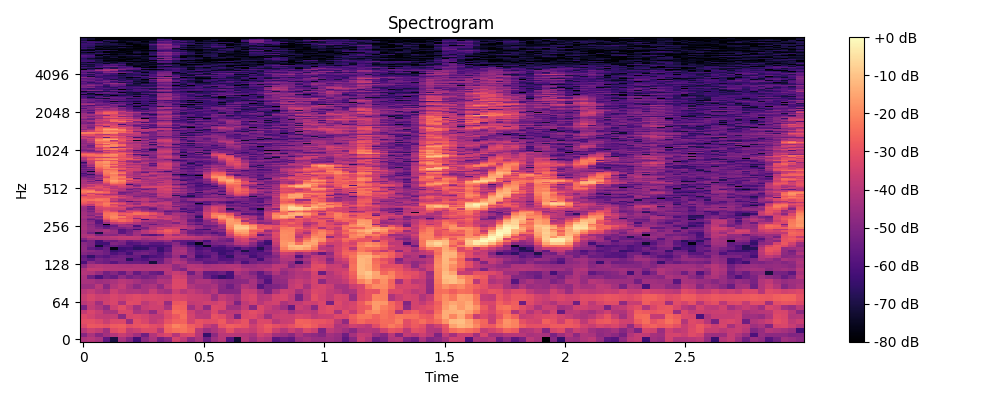 Spectrogram
Hz
4096
2048
1024
512
256
128
64
0
0
0.5
1
1.5
2
2.5
Time
+0 dB
-10 dB
-20 dB
-30 dB
-40 dB
-50 dB
-60 dB
-70 dB
-80 dB